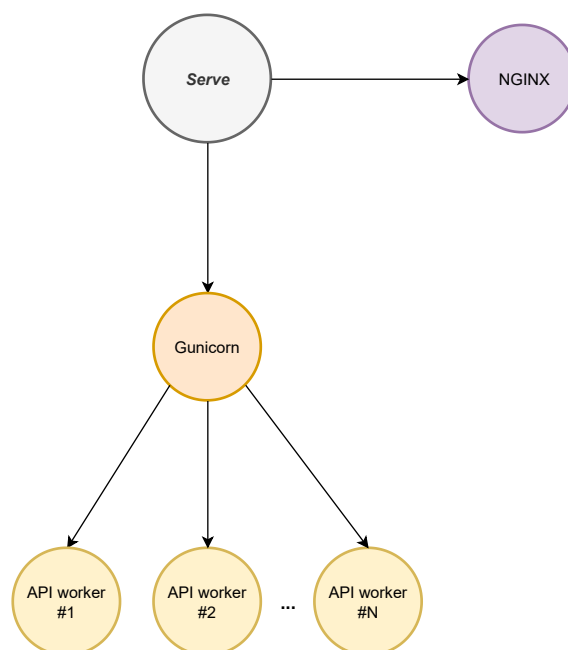 Serve
NGINX
Gunicorn
API worker
#1
API worker
#2
...
API worker
#N